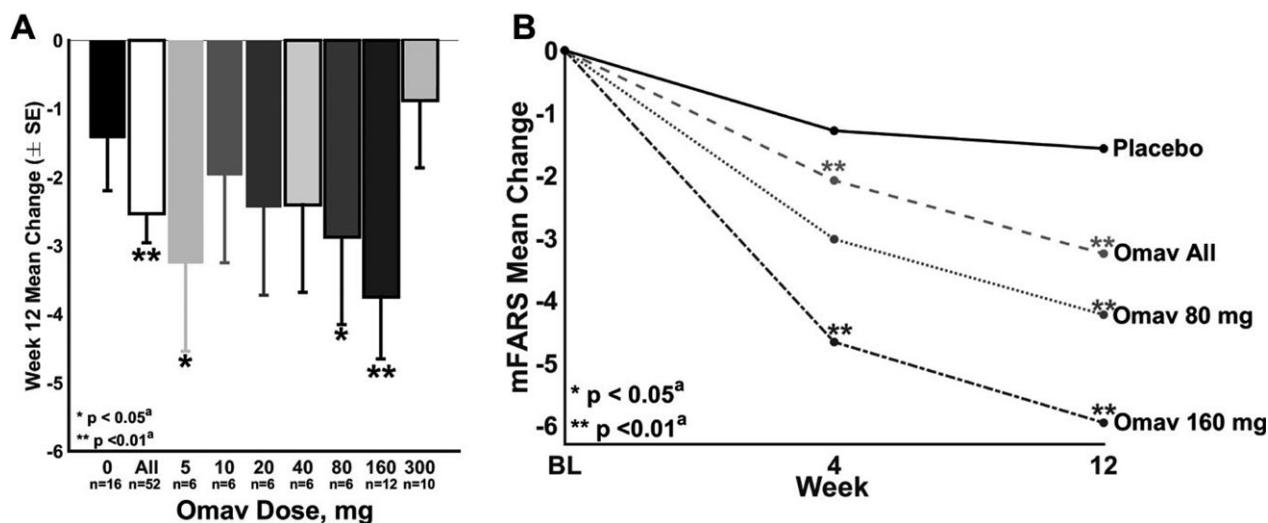 A
Week 12 Mean Change (± SE)
0
-1
-2
-3
-4
-5
-6
**
*
*
**
* p < 0.05a
** p <0.01a
0 All 5 10 20 40 80 160 300
n=16 n=52 n=6 n=6 n=6 n=6 n=6 n=12 n=10
Omav Dose, mg
B
mFARS Mean Change
0
-1
-2
-3
-4
-5
-6
**
**
** 
**
**
Placebo
Omav All
Omav 80 mg
Omav 160 mg
* p < 0.05a
** p <0.01a
BL 4 12
Week